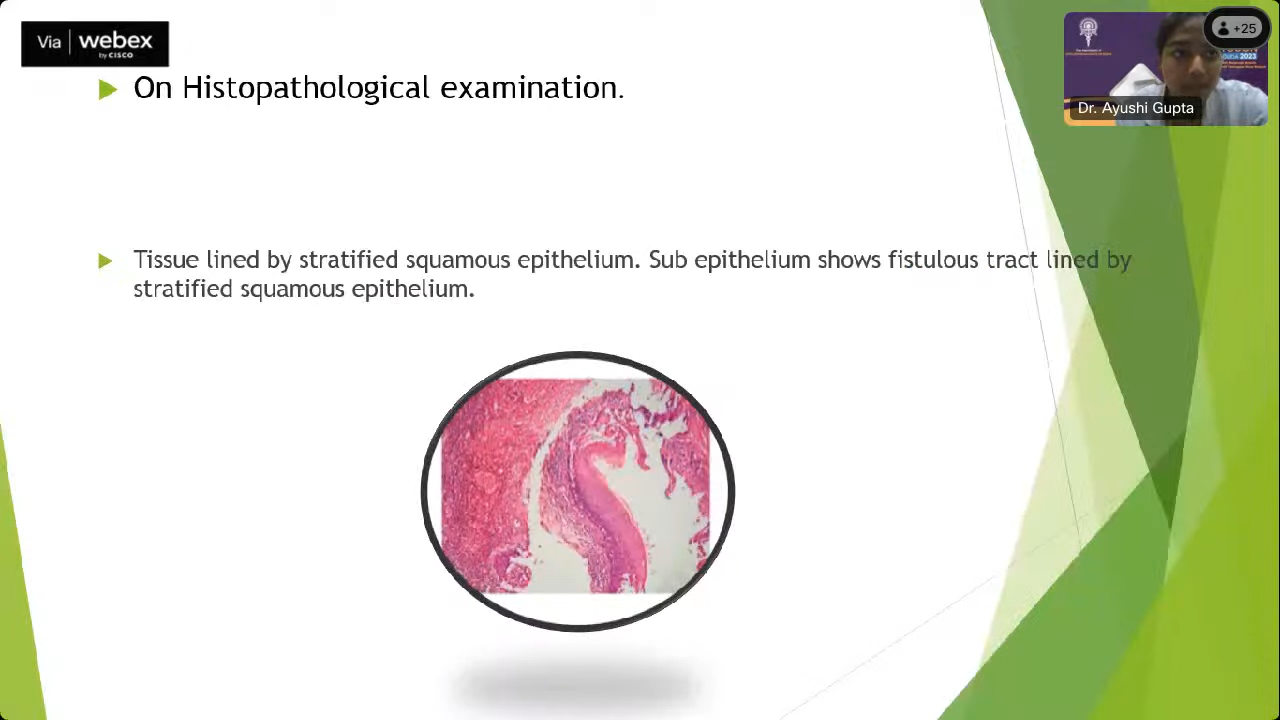 Via webex
by CISCO
+25
2023
Dr. Ayushi Gupta
On Histopathological examination.
Tissue lined by stratified squamous epithelium. Sub epithelium shows fistulous tract lined by
stratified squamous epithelium.